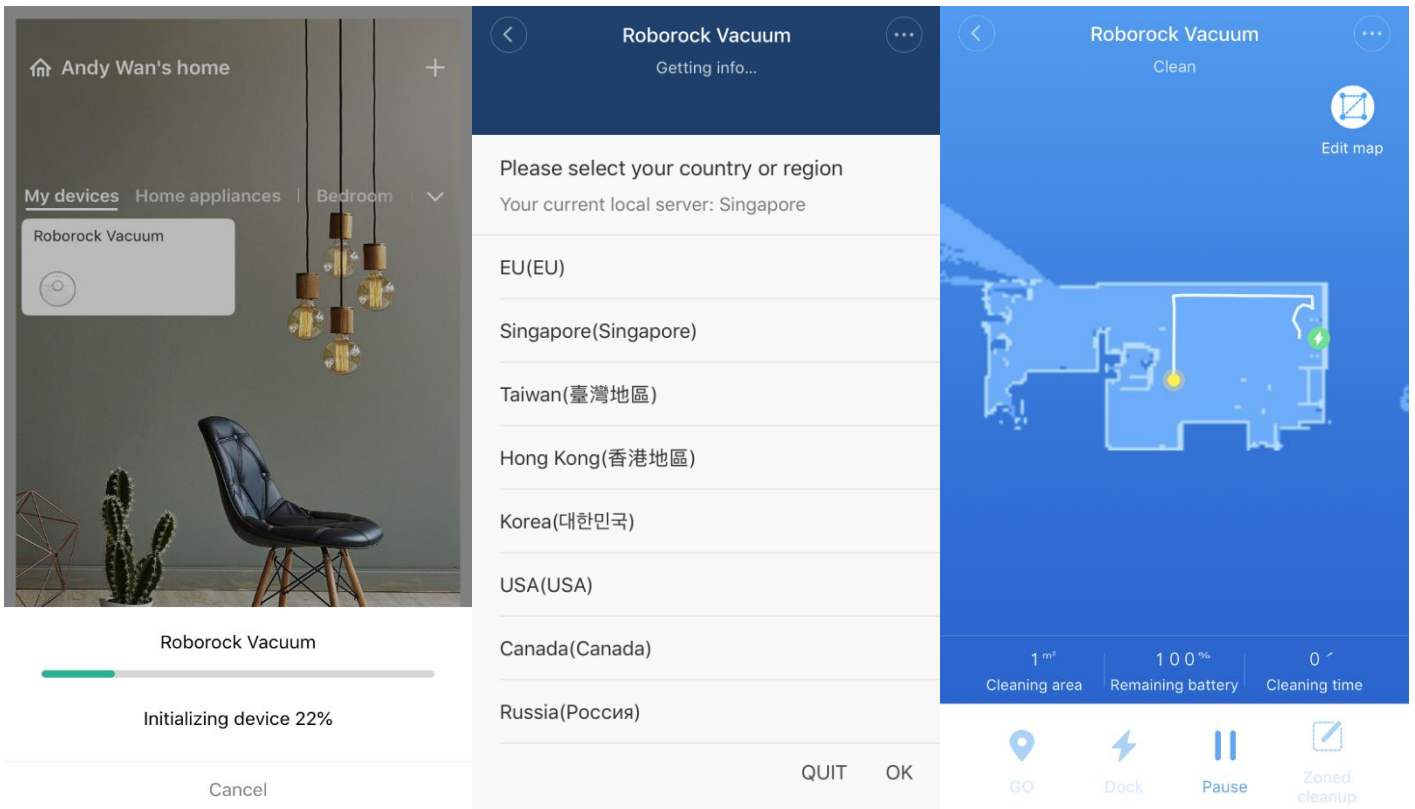 Andy Wan's home
My devices
Home appliances
Bedroom
Roborock Vacuum
Roborock Vacuum
Initializing device 22%
Cancel
Roborock Vacuum
Getting info...
Please select your country or region
Your current local server: Singapore
EU(EU)
Singapore(Singapore)
Taiwan(臺灣地區)
Hong Kong(香港地區)
Korea(대한민국)
USA(USA)
Canada(Canada)
Russia(Россия)
QUIT OK
Roborock Vacuum
Clean
Edit map
1 m²
Cleaning area
100%
Remaining battery
0 ′
Cleaning time
GO
Dock
Pause
Zoned
cleanup